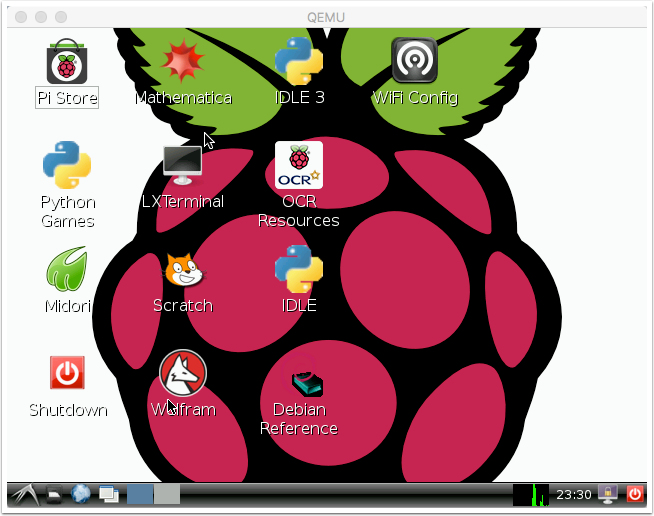 QEMU
Pi Store
Mathematica
IDLE 3
WiFi Config
Python
Games
LXTerminal
OCR
OCR
Resources
Midori
Scratch
IDLE
Shutdown
Wolfram
Debian
Reference
23:30